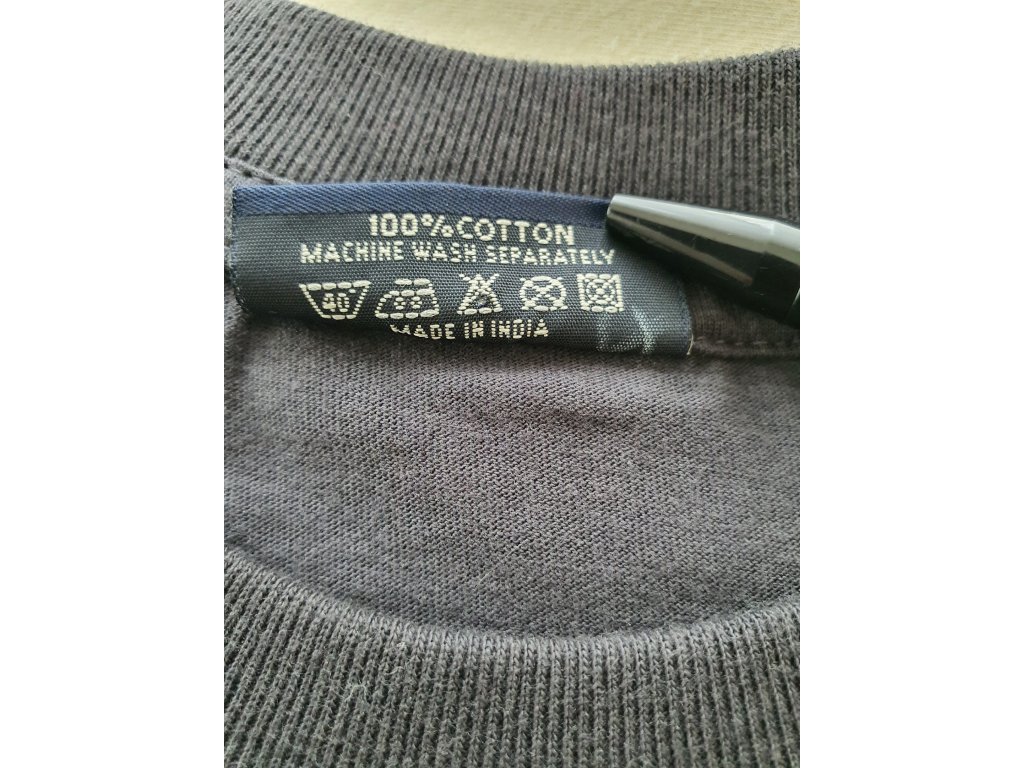 100% COTTON
MACHINE WASH SEPARATELY
40
MADE IN INDIA